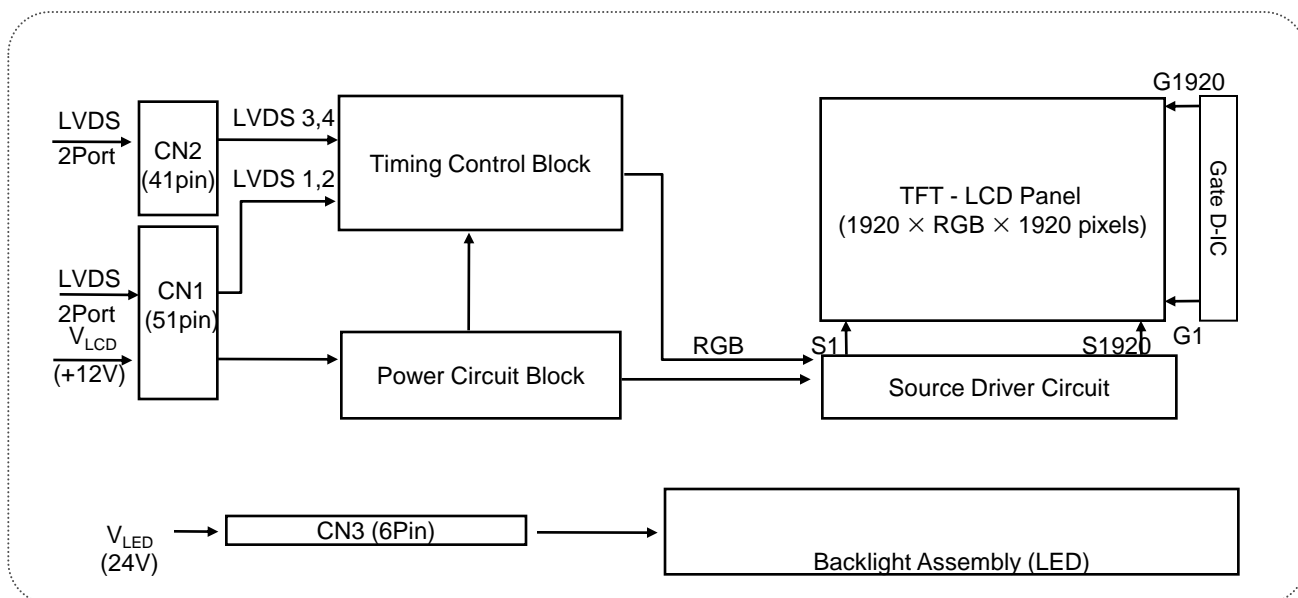 LVDS
2Port
CN2
(41pin)
LVDS 3,4
LVDS 1,2
Timing Control Block
LVDS
2Port
V_LCD
(+12V)
CN1
(51pin)
Power Circuit Block
RGB
TFT - LCD Panel
(1920 × RGB × 1920 pixels)
G1920
Gate D-IC
G1
S1
S1920
Source Driver Circuit
V_LED
(24V)
CN3 (6Pin)
Backlight Assembly (LED)